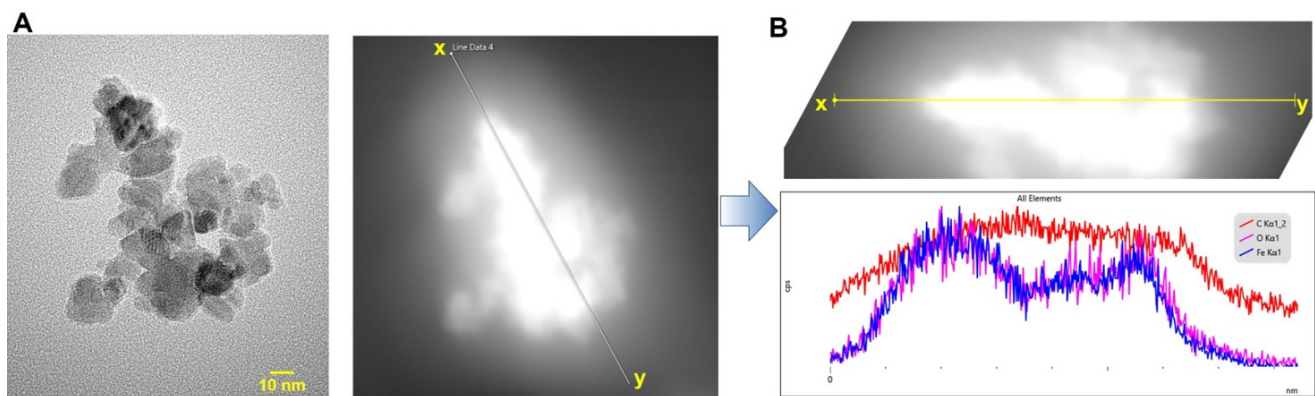 A
10 nm
x
Line Data 4
y
B
x
y
All Elements
C Kα1_2
O Kα1
Fe Kα1
cps
0
nm